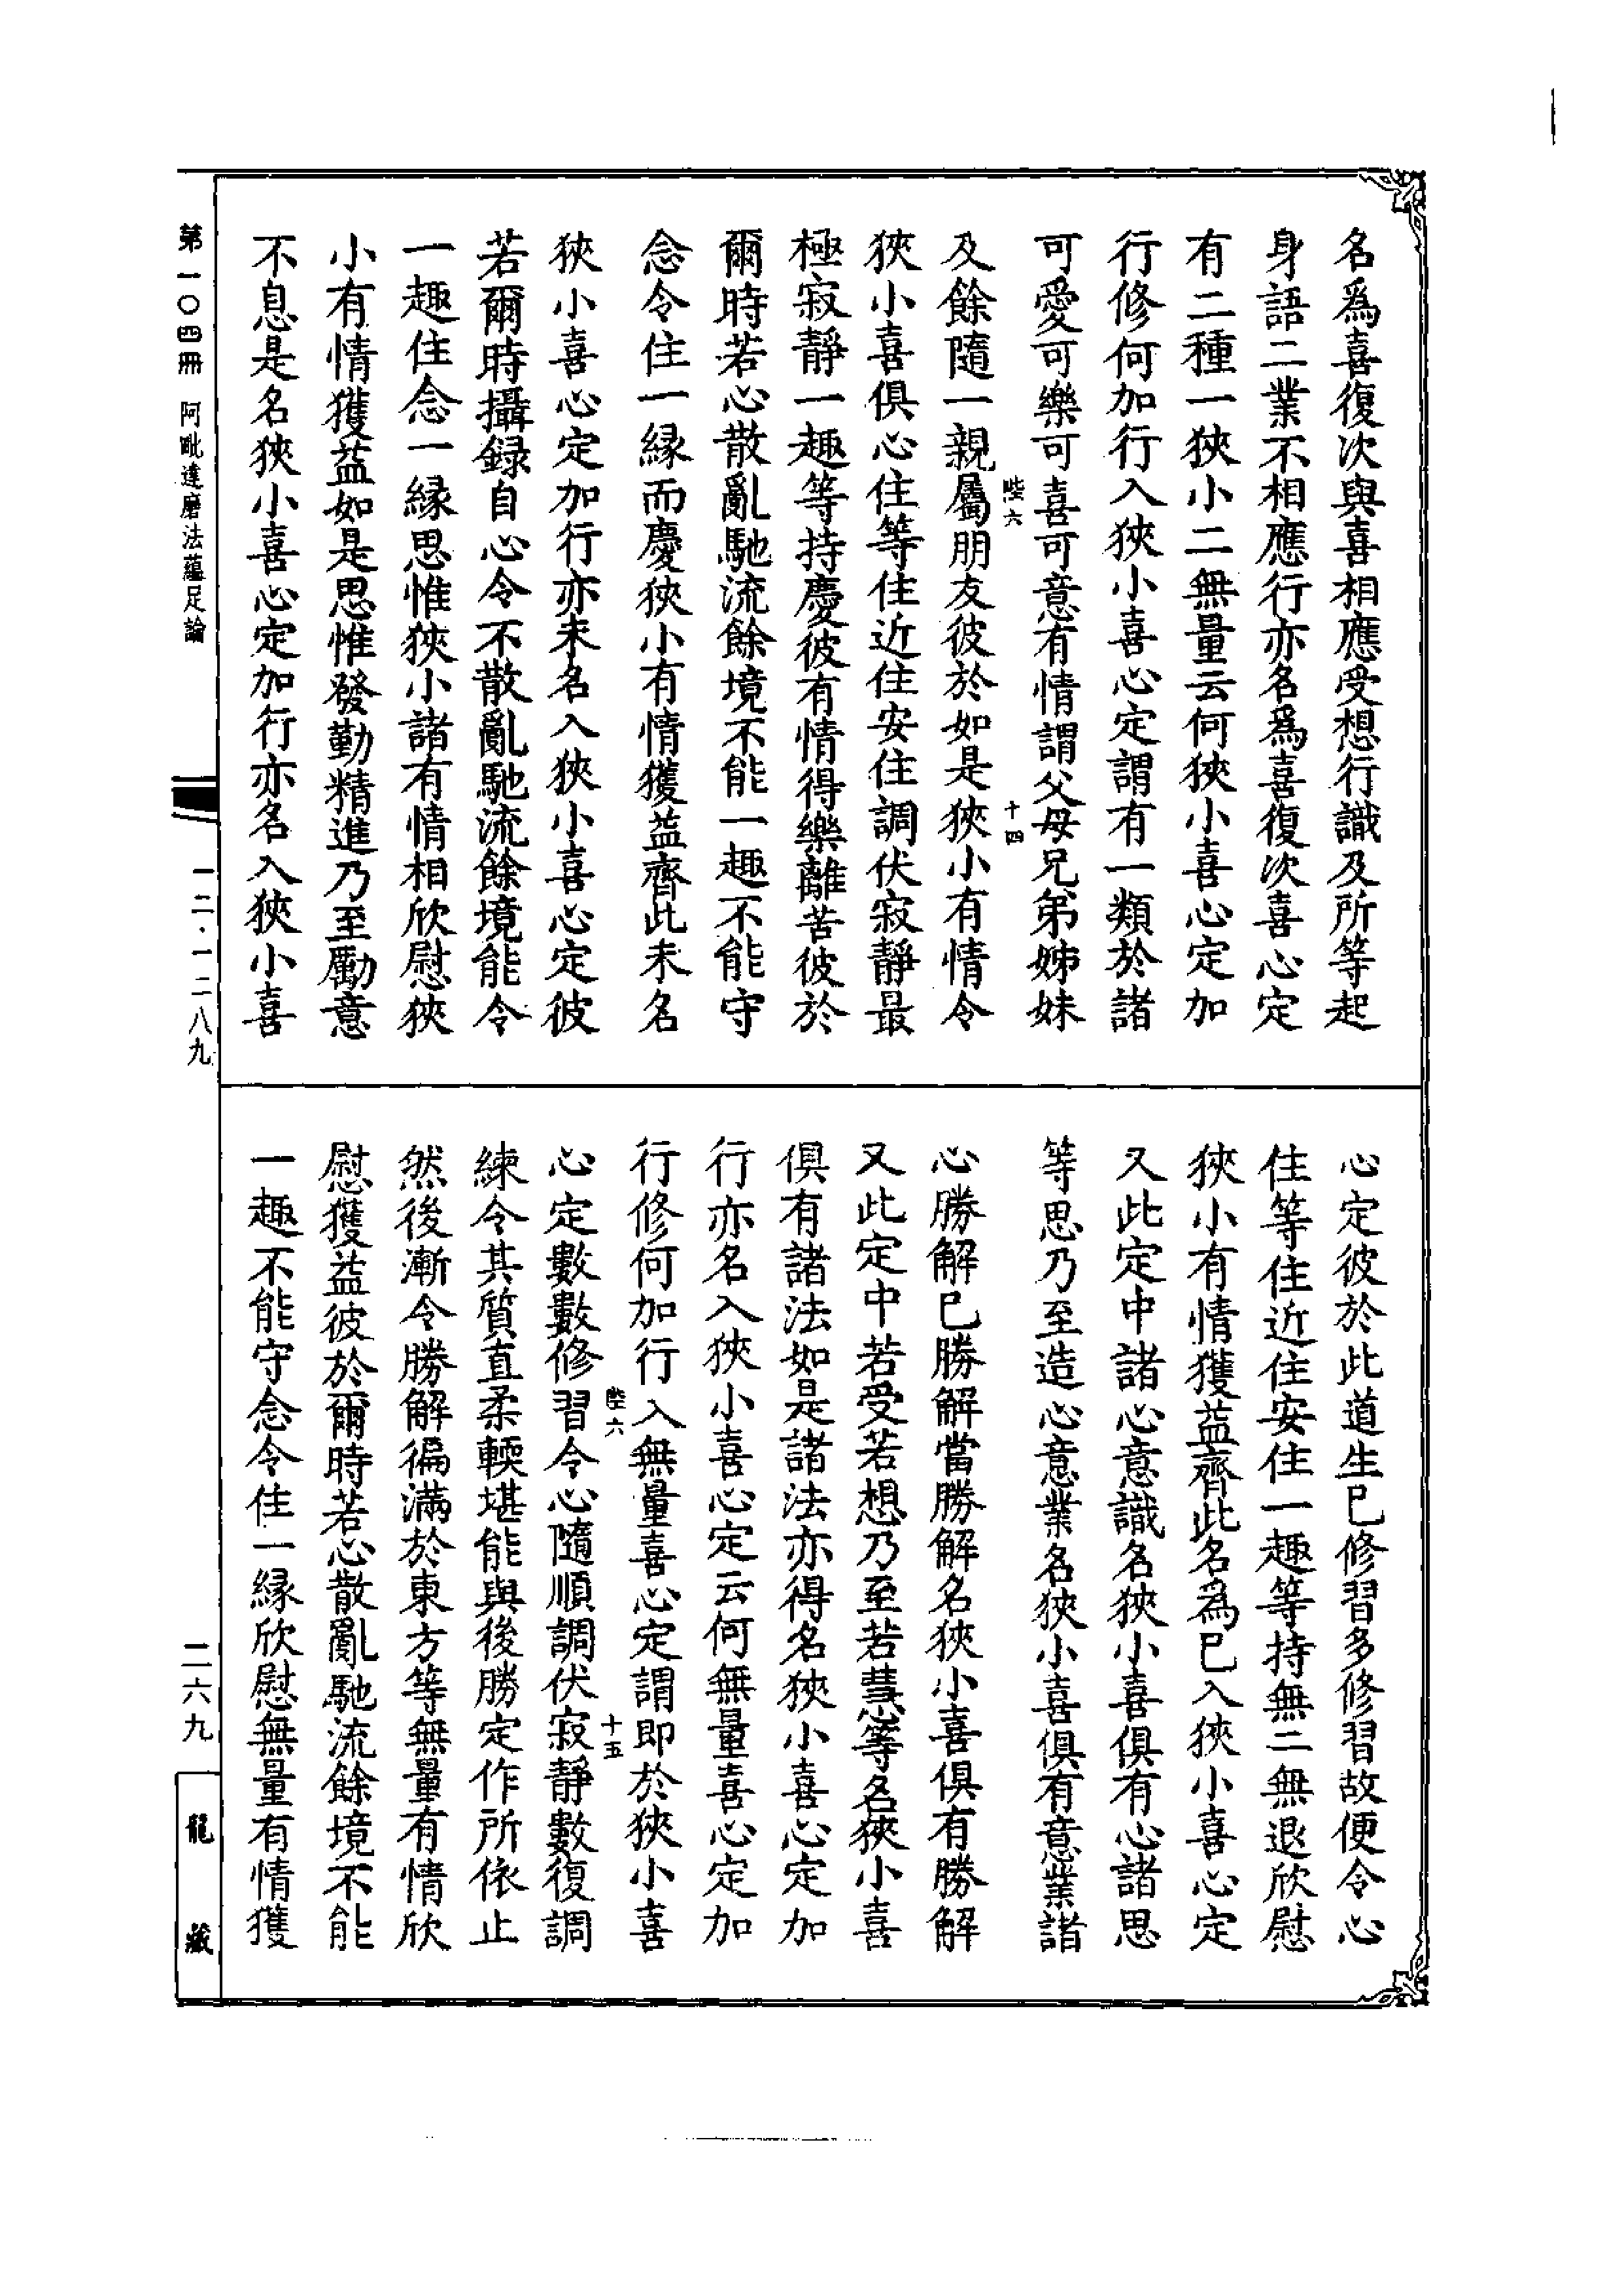 名爲喜復次與喜相應受想行識及所等起
身語二業不相應行亦名爲喜復次喜心定
有二種一狹小二無量云何狹小喜心定加
行修何加行入狹小喜心定謂有一類於諸
可愛可樂可喜可意有情謂父母兄弟姊妹
陛六
十四
及餘隨一親屬朋友彼於如是狹小有情令
狹小喜俱心住等住近住安住調伏寂靜最
極寂靜一趣等持慶彼有情得樂離苦彼於
爾時若心散亂馳流餘境不能一趣不能守
念令住一緣而慶狹小有情獲益齊此未名
狹小喜心定加行亦未名入狹小喜心定彼
若爾時攝録自心令不散亂馳流餘境能令
一趣住念一緣思惟狹小諸有情相欣慰狹
小有情獲益如是思惟發勤精進乃至勵意
不息是名狹小喜心定加行亦名入狹小喜
心定彼於此道生已修習多修習故便令心
住等住近住安住一趣等持無二無退欣慰
狹小有情獲益齊此名爲已入狹小喜心定
又此定中諸心意識名狹小喜俱有心諸思
等思乃至造心意業名狹小喜俱有意業諸
心勝解已勝解當勝解名狹小喜俱有勝解
又此定中若受若想乃至若慧等名狹小喜
俱有諸法如是諸法亦得名狹小喜心定加
行亦名入狹小喜心定云何無量喜心定加
行修何加行入無量喜心定謂即於狹小喜
陛六
十五
心定數數修習令心隨順調伏寂靜數復調
練令其質直柔輭堪能與後勝定作所依止
然後漸令勝解徧滿於東方等無量有情欣
慰獲益彼於爾時若心散亂馳流餘境不能
一趣不能守念令住一緣欣慰無量有情獲
第一〇四冊 阿毗達磨法蘊足論
一二·一二八九
二六九
龍藏